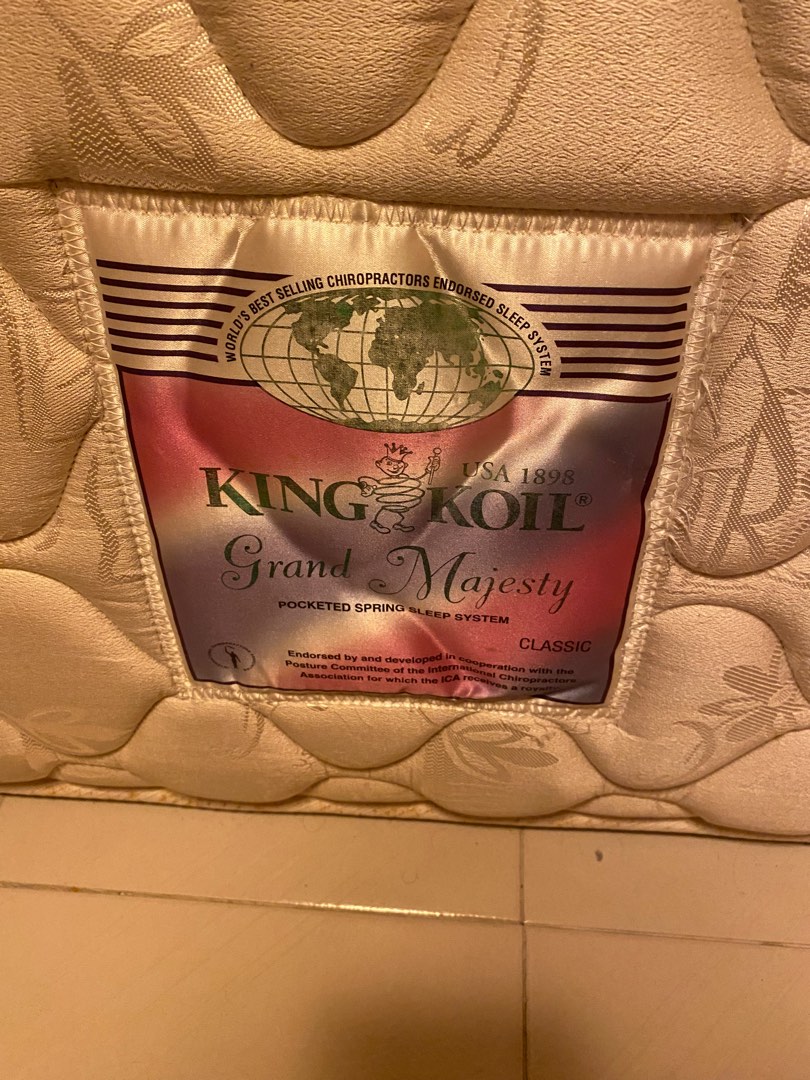 WORLD'S BEST SELLING CHIROPRACTORS ENDORSED SLEEP SYSTEM
USA 1898
KING KOIL®
Grand Majesty
POCKETED SPRING SLEEP SYSTEM
CLASSIC
Endorsed by and developed in cooperation with the
Posture Committee of the International Chiropractors
Association for which the ICA receives a